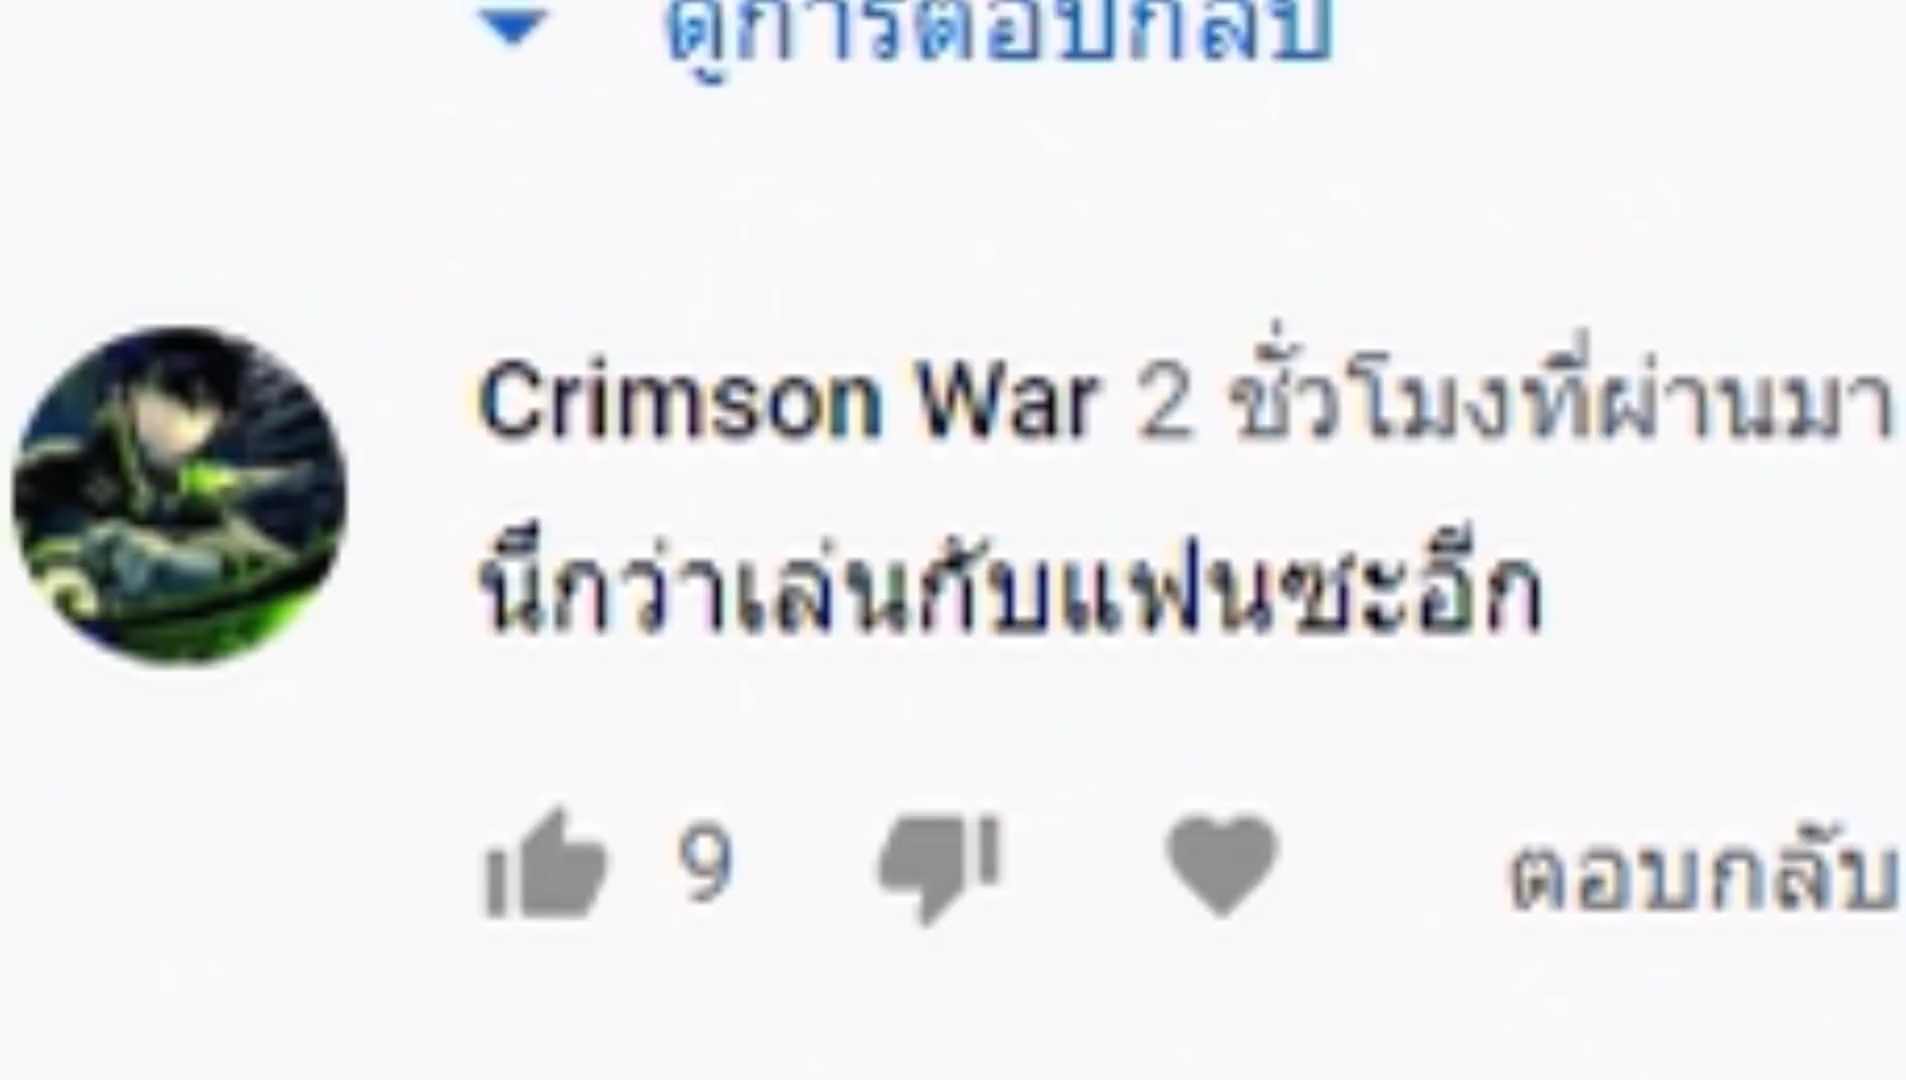 ดูการตอบกลับ
Crimson War 2 ชั่วโมงที่ผ่านมา
นึกว่าเล่นกับแฟนซะอีก
9
ตอบกลับ